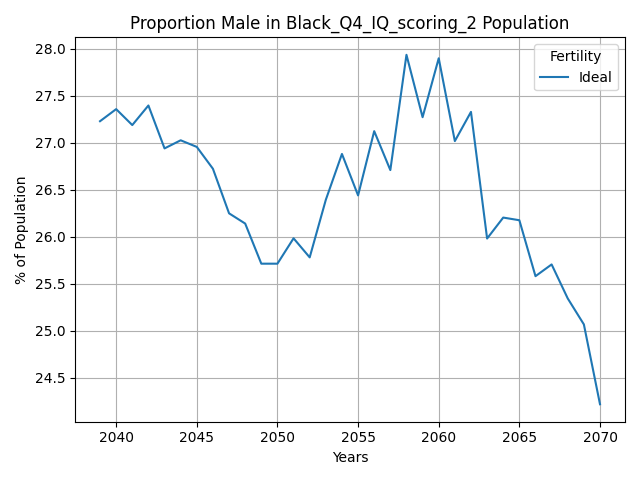 Proportion Male in Black_Q4_IQ_scoring_2 Population
Fertility
Ideal
28.0
27.5
27.0
26.5
26.0
25.5
25.0
24.5
% of Population
2040 2045 2050 2055 2060 2065 2070
Years